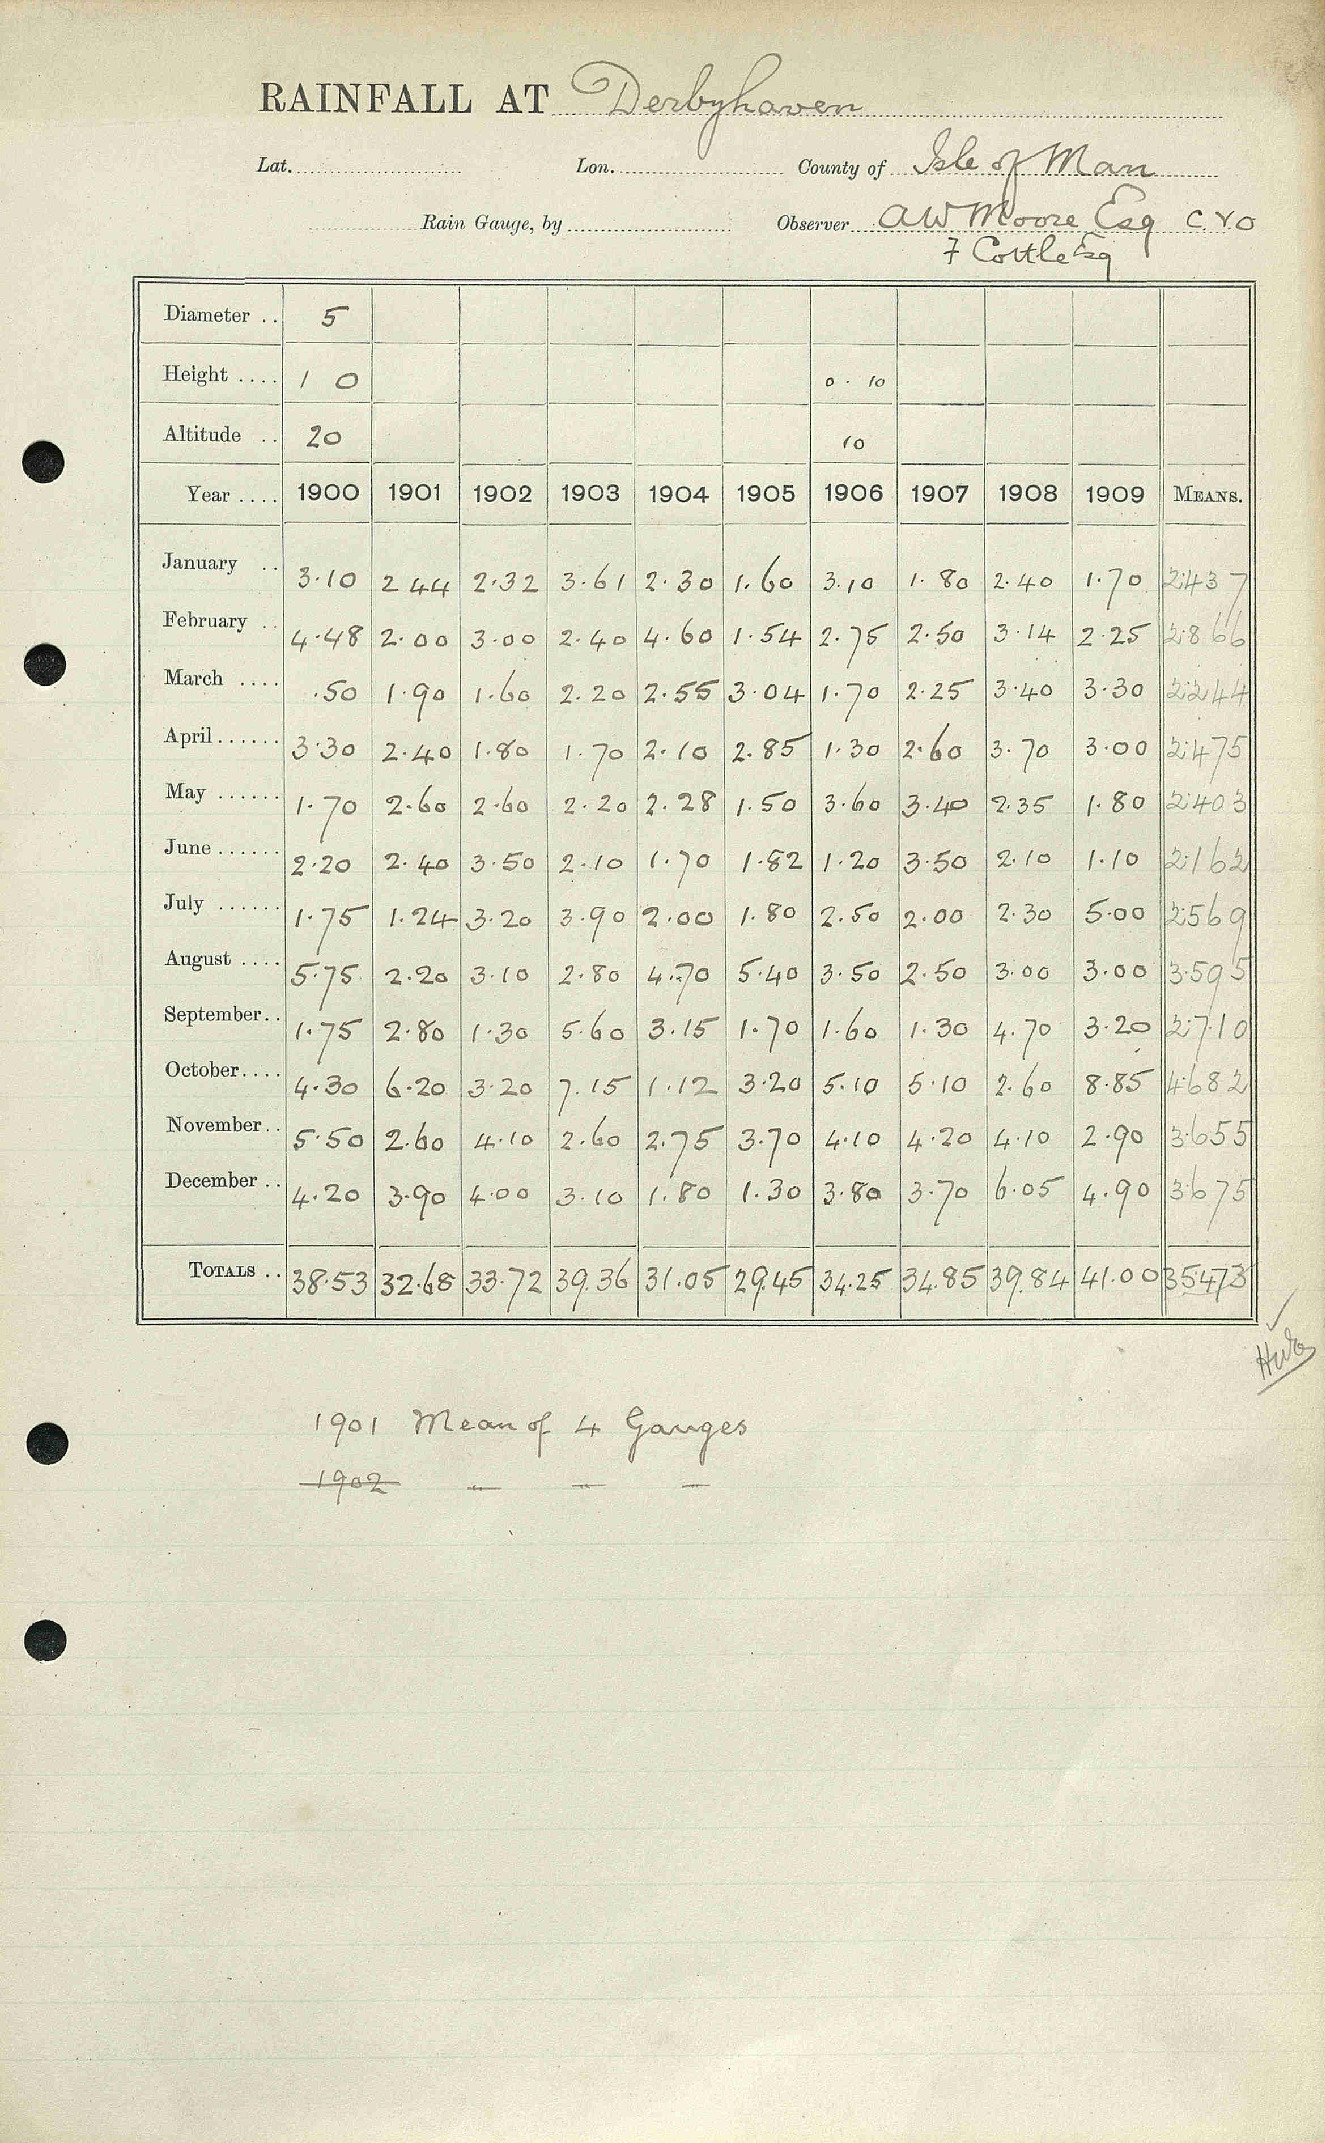 RAINFALL AT Derbyhaven
Lat. Lon. County of Isle of Man
Rain Gauge, by Observer A W Moore Esq C.V.O
F Cottle Esq
Diameter .. 5
Height .... 1 0 0 · 10
Altitude .. 20 10
Year .... 1900 1901 1902 1903 1904 1905 1906 1907 1908 1909 MEANS.
January .. 3.10 2 44 2.32 3.61 2.30 1.60 3.10 1.80 2.40 1.70 2.437
February .. 4.48 2.00 3.00 2.40 4.60 1.54 2.75 2.50 3.14 2.25 2.866
March .... .50 1.90 1.60 2.20 2.55 3.04 1.70 2.25 3.40 3.30 2.244
April...... 3.30 2.40 1.80 1.70 2.10 2.85 1.30 2.60 3.70 3.00 2.475
May ...... 1.70 2.60 2.60 2.20 2.28 1.50 3.60 3.40 2.35 1.80 2.403
June...... 2.20 2.40 3.50 2.10 1.70 1.82 1.20 3.50 2.10 1.10 2.162
July ...... 1.75 1.24 3.20 3.90 2.00 1.80 2.50 2.00 2.30 5.00 2.569
August .... 5.75 2.20 3.10 2.80 4.70 5.40 3.50 2.50 3.00 3.00 3.595
September.. 1.75 2.80 1.30 5.60 3.15 1.70 1.60 1.30 4.70 3.20 2.710
October.... 4.30 6.20 3.20 7.15 1.12 3.20 5.10 5.10 2.60 8.85 4.682
November.. 5.50 2.60 4.10 2.60 2.75 3.70 4.10 4.20 4.10 2.90 3.655
December .. 4.20 3.90 4.00 3.10 1.80 1.30 3.80 3.70 6.05 4.90 3.675
TOTALS .. 38.53 32.68 33.72 39.36 31.05 29.45 34.25 34.85 39.84 41.00 35.473
1901 Mean of 4 Gauges
1902 – – –